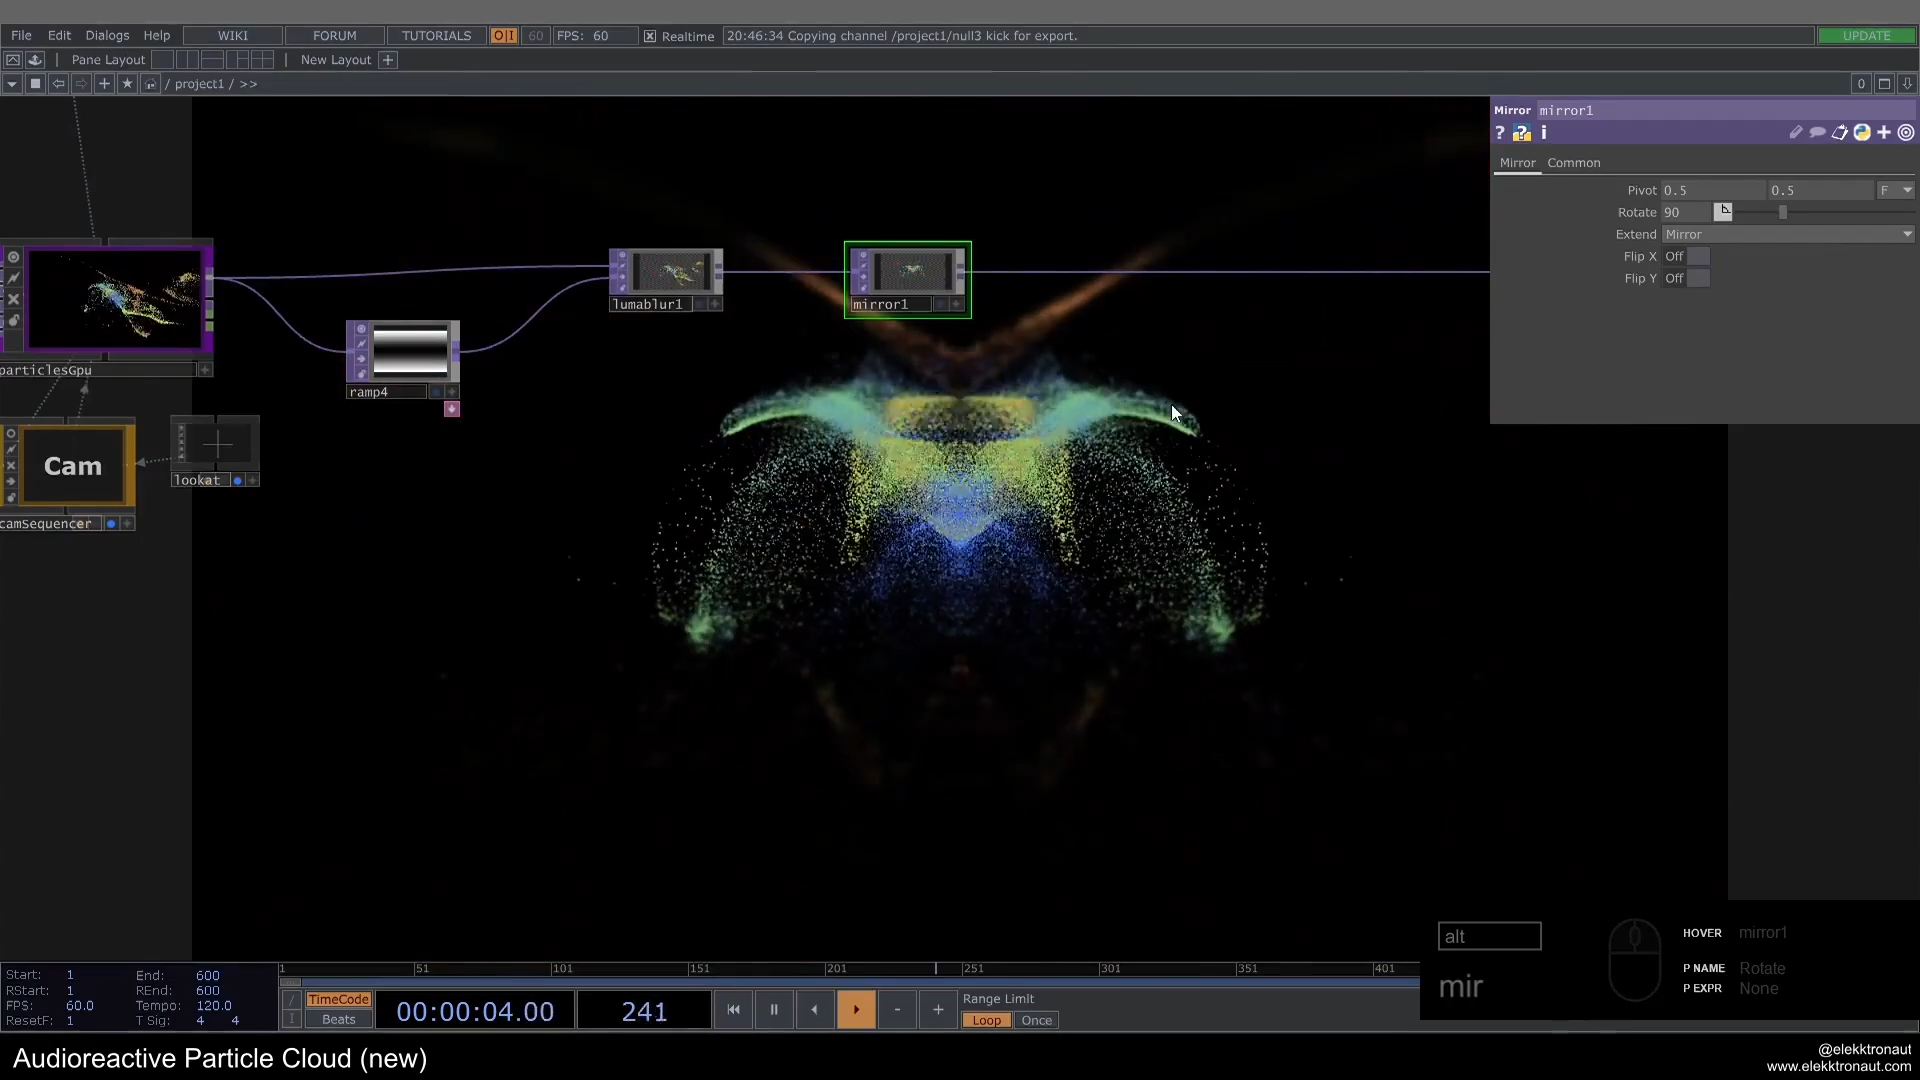 File Edit Dialogs Help WIKI FORUM TUTORIALS O|I 60 FPS: 60 Realtime 20:46:34 Copying channel /project1/null3 kick for export. UPDATE
Pane Layout New Layout +
/ project1 / >> 0
Mirror mirror1
? ? i
Mirror Common
Pivot 0.5 0.5 F
Rotate 90
Extend Mirror
Flip X Off
Flip Y Off
lumablur1
mirror1
particlesGpu
ramp4
Cam
lookat
camSequencer
alt
mir
HOVER mirror1
P NAME Rotate
P EXPR None
1 51 101 151 201 251 301 351 401
Start: 1 End: 600
RStart: 1 REnd: 600
FPS: 60.0 Tempo: 120.0
ResetF: 1 T Sig: 4 4
TimeCode
Beats
00:00:04.00 241
Range Limit
Loop Once
Audioreactive Particle Cloud (new)
@elekktronaut
www.elekktronaut.com